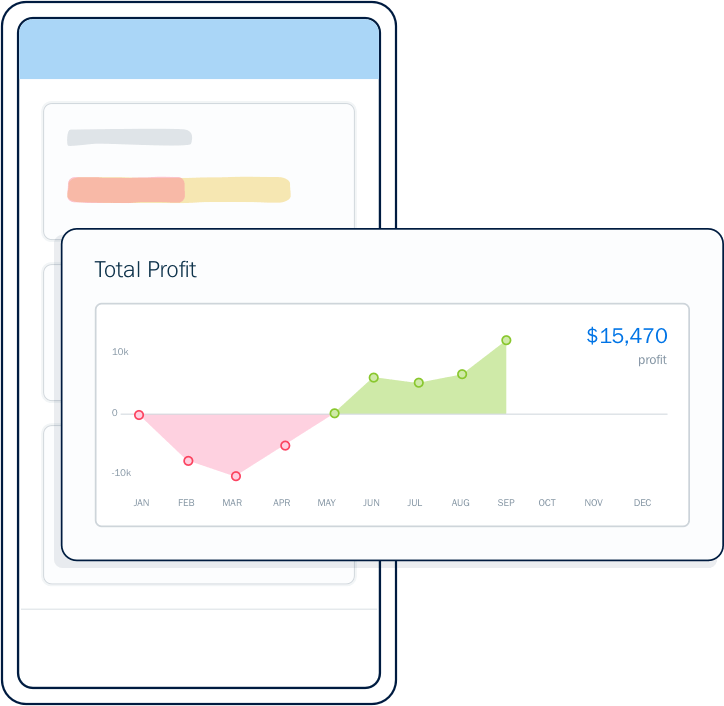 Total Profit
$15,470
profit
10k
0
-10k
JAN FEB MAR APR MAY JUN JUL AUG SEP OCT NOV DEC